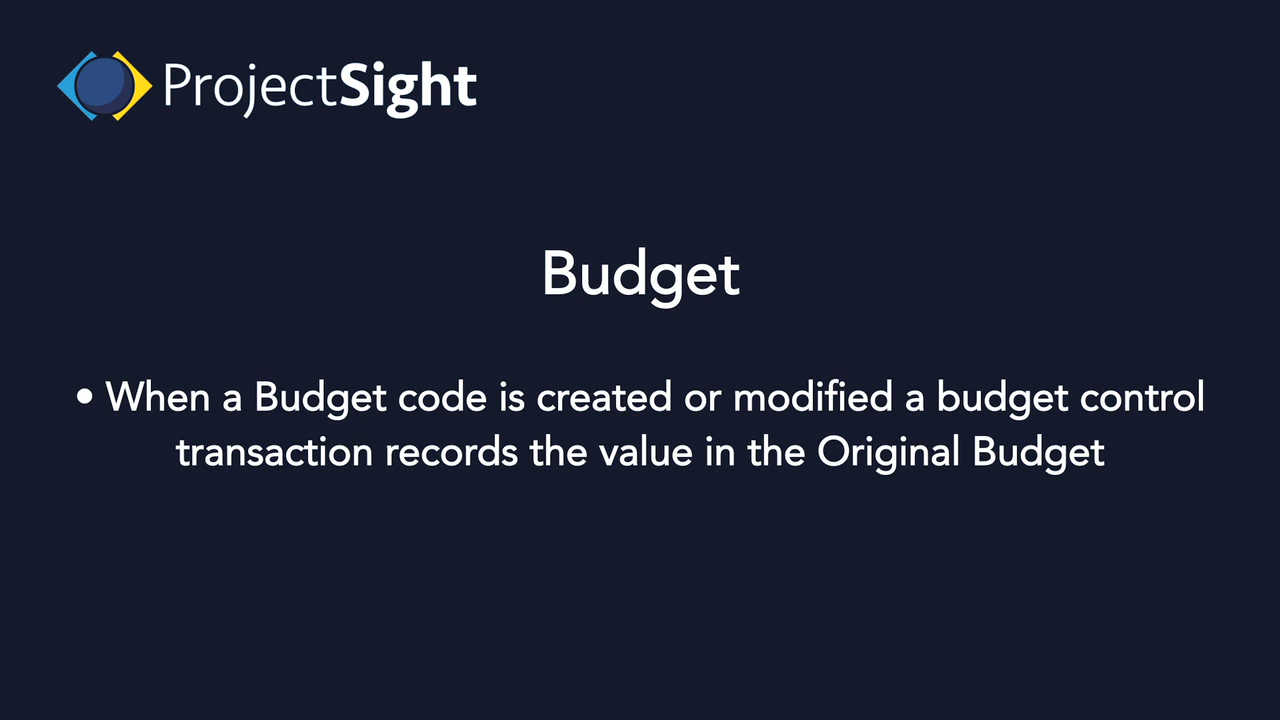 ProjectSight
Budget
• When a Budget code is created or modified a budget control
transaction records the value in the Original Budget